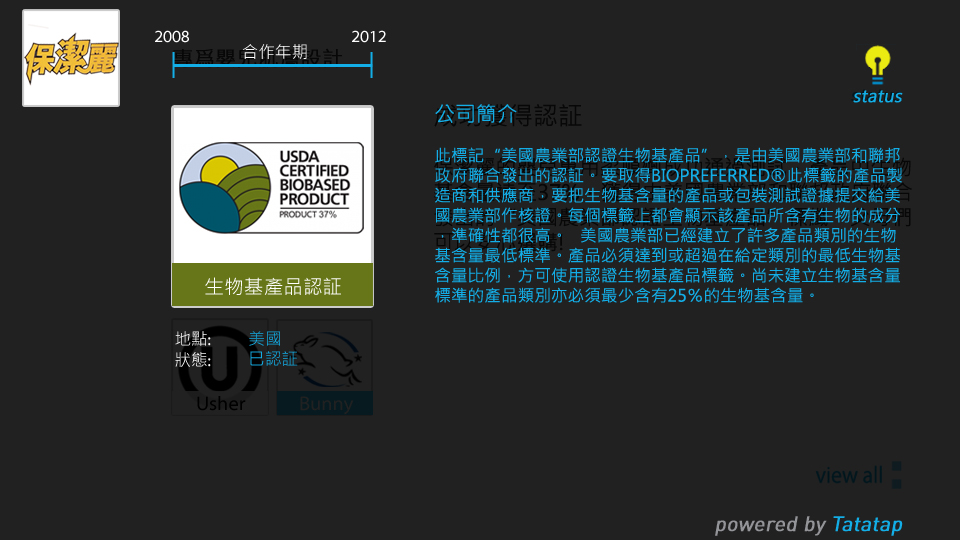 保潔麗
2008
2012
合作年期
status
公司簡介
此標記“美國農業部認證生物基產品”，是由美國農業部和聯邦
政府聯合發出的認証。要取得BIOPREFERRED®此標籤的產品製
造商和供應商，要把生物基含量的產品或包裝測試證據提交給美
國農業部作核證。每個標籤上都會顯示該產品所含有生物的成分
，準確性都很高。 美國農業部已經建立了許多產品類別的生物
基含量最低標準。產品必須達到或超過在給定類別的最低生物基
含量比例，方可使用認證生物基產品標籤。尚未建立生物基含量
標準的產品類別亦必須最少含有25%的生物基含量。
USDA
CERTIFIED
BIOBASED
PRODUCT
PRODUCT 37%
生物基產品認証
地點: 美國
狀態: 已認証
U
Usher
Bunny
view all
powered by Tatatap